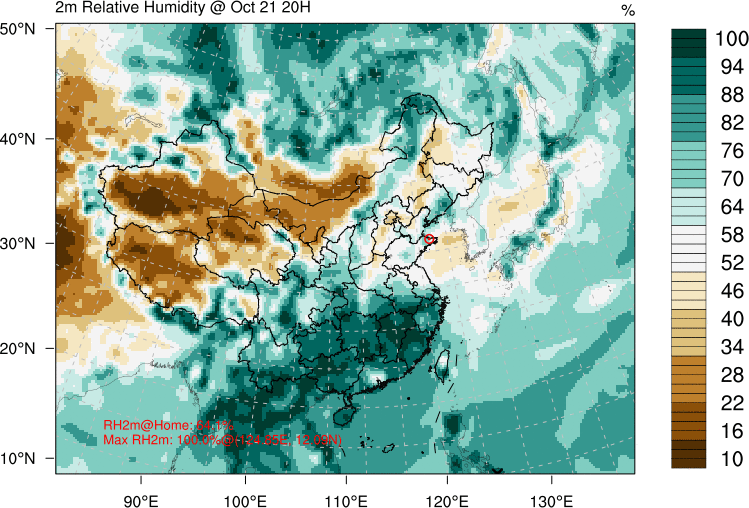 2m Relative Humidity @ Oct 21 20H
%
50°N
40°N
30°N
20°N
10°N
90°E
100°E
110°E
120°E
130°E
100
94
88
82
76
70
64
58
52
46
40
34
28
22
16
10
RH2m@Home:
Max RH2m: